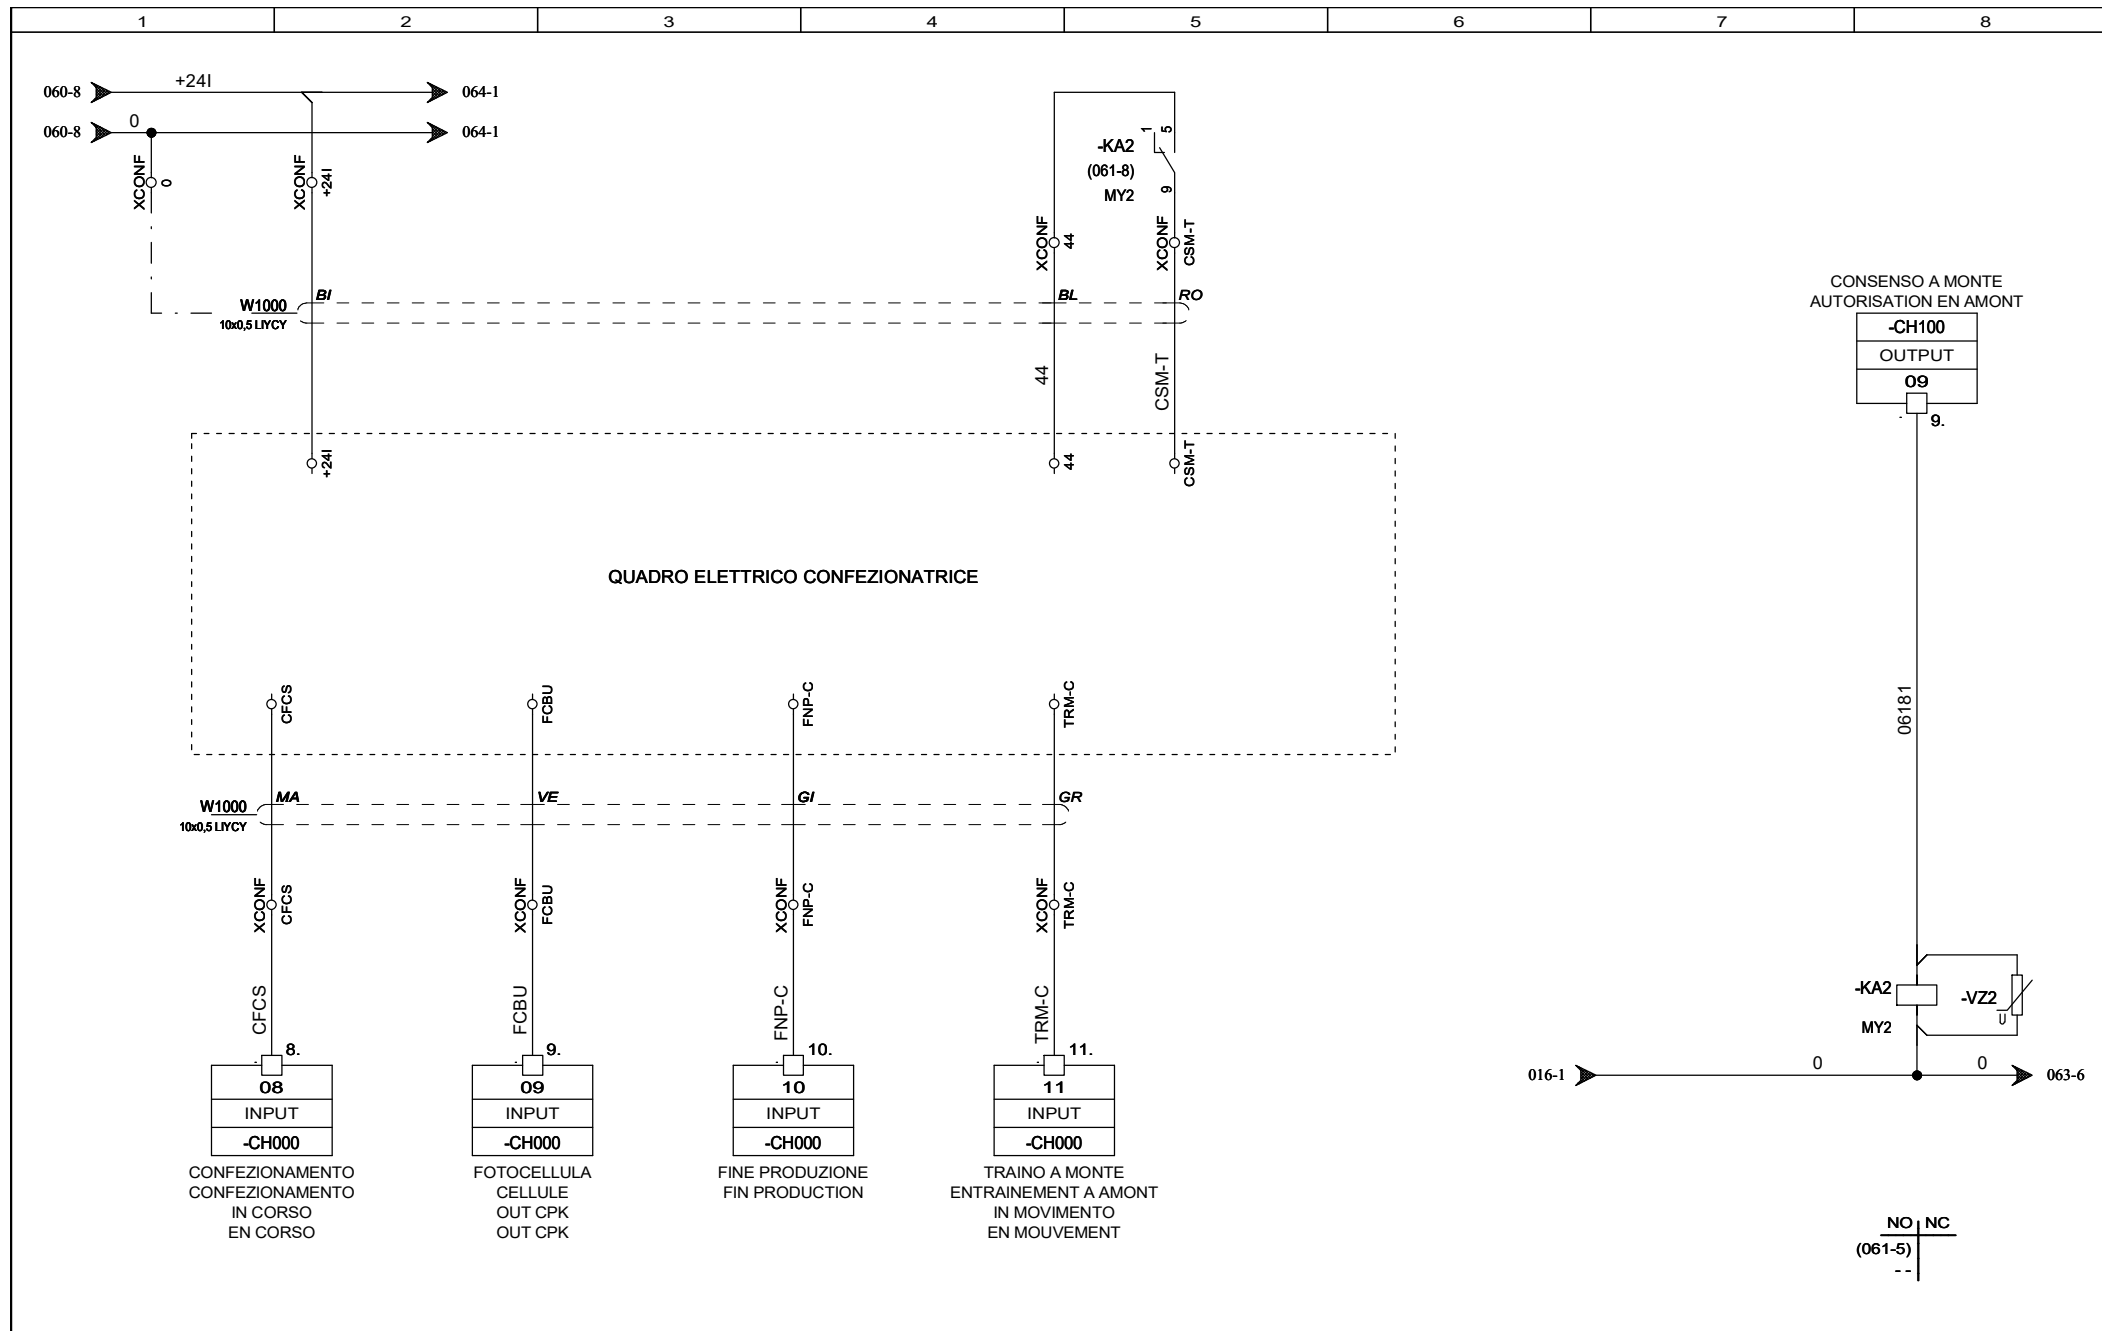 1 2 3 4 5 6 7 8
060-8 +24I 064-1
060-8 0 064-1
XCONF 0
XCONF +24I
-KA2
(061-8)
MY2
1 5
9
XCONF 44
XCONF CSM-T
W1000
10x0,5 LIYCY
BI BL RO
44
CSM-T
+24I
44
CSM-T
QUADRO ELETTRICO CONFEZIONATRICE
CFCS
FCBU
FNP-C
TRM-C
W1000
10x0,5 LIYCY
MA VE GI GR
XCONF CFCS
XCONF FCBU
XCONF FNP-C
XCONF TRM-C
CFCS
FCBU
FNP-C
TRM-C
8.
08
INPUT
-CH000
CONFEZIONAMENTO
CONFEZIONAMENTO
IN CORSO
EN CORSO
9.
09
INPUT
-CH000
FOTOCELLULA
CELLULE
OUT CPK
OUT CPK
10.
10
INPUT
-CH000
FINE PRODUZIONE
FIN PRODUCTION
11.
11
INPUT
-CH000
TRAINO A MONTE
ENTRAINEMENT A AMONT
IN MOVIMENTO
EN MOUVEMENT
CONSENSO A MONTE
AUTORISATION EN AMONT
-CH100
OUTPUT
09
9.
06181
-KA2
MY2
-VZ2
U
016-1 0 0 063-6
NO NC
(061-5)
--